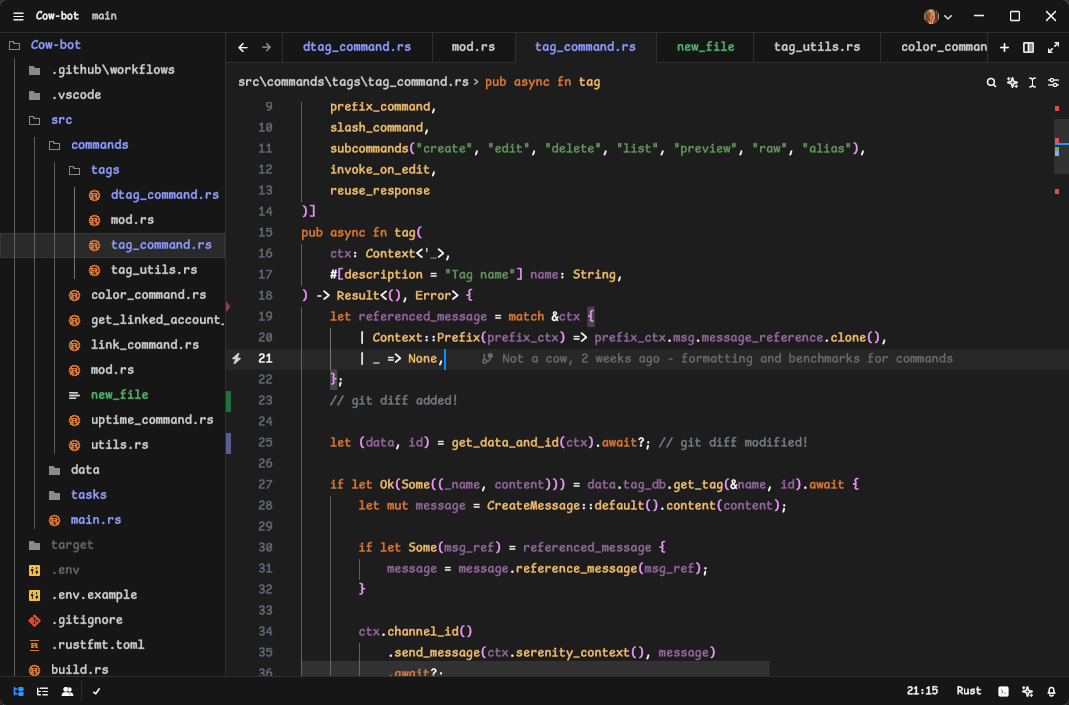 Cow-bot main
Cow-bot
.github\workflows
.vscode
src
commands
tags
dtag_command.rs
mod.rs
tag_command.rs
tag_utils.rs
color_command.rs
get_linked_account_
link_command.rs
mod.rs
new_file
uptime_command.rs
utils.rs
data
tasks
main.rs
target
.env
.env.example
.gitignore
.rustfmt.toml
build.rs
dtag_command.rs mod.rs tag_command.rs new_file tag_utils.rs color_comman
src\commands\tags\tag_command.rs › pub async fn tag
9 prefix_command,
10 slash_command,
11 subcommands("create", "edit", "delete", "list", "preview", "raw", "alias"),
12 invoke_on_edit,
13 reuse_response
14 )]
15 pub async fn tag(
16 ctx: Context<'_>,
17 #[description = "Tag name"] name: String,
18 ) -> Result<(), Error> {
19 let referenced_message = match &ctx {
20 | Context::Prefix(prefix_ctx) => prefix_ctx.msg.message_reference.clone(),
21 | _ => None, Not a cow, 2 weeks ago - formatting and benchmarks for commands
22 };
23 // git diff added!
24
25 let (data, id) = get_data_and_id(ctx).await?; // git diff modified!
26
27 if let Ok(Some((_name, content))) = data.tag_db.get_tag(&name, id).await {
28 let mut message = CreateMessage::default().content(content);
29
30 if let Some(msg_ref) = referenced_message {
31 message = message.reference_message(msg_ref);
32 }
33
34 ctx.channel_id()
35 .send_message(ctx.serenity_context(), message)
36 .await?;
21:15 Rust